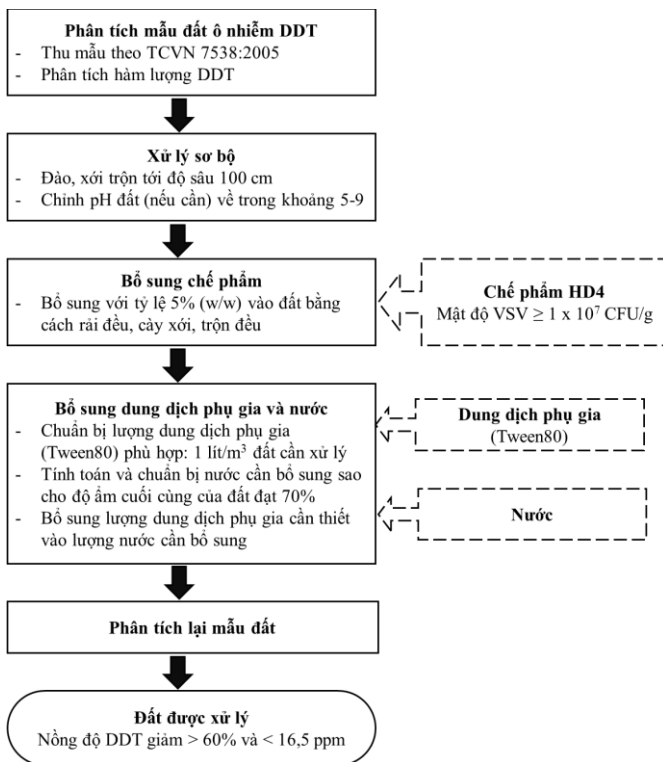 Phân tích mẫu đất ô nhiễm DDT
- Thu mẫu theo TCVN 7538:2005
- Phân tích hàm lượng DDT
Xử lý sơ bộ
- Đào, xới trộn tới độ sâu 100 cm
- Chỉnh pH đất (nếu cần) về trong khoảng 5-9
Bổ sung chế phẩm
- Bổ sung với tỷ lệ 5% (w/w) vào đất bằng
cách rải đều, cày xới, trộn đều
Chế phẩm HD4
Mật độ VSV ≥ 1 x 10⁷ CFU/g
Bổ sung dung dịch phụ gia và nước
- Chuẩn bị lượng dung dịch phụ gia
(Tween80) phù hợp: 1 lít/m³ đất cần xử lý
- Tính toán và chuẩn bị nước cần bổ sung sao
cho độ ẩm cuối cùng của đất đạt 70%
- Bổ sung lượng dung dịch phụ gia cần thiết
vào lượng nước cần bổ sung
Dung dịch phụ gia
(Tween80)
Nước
Phân tích lại mẫu đất
Đất được xử lý
Nồng độ DDT giảm > 60% và < 16,5 ppm